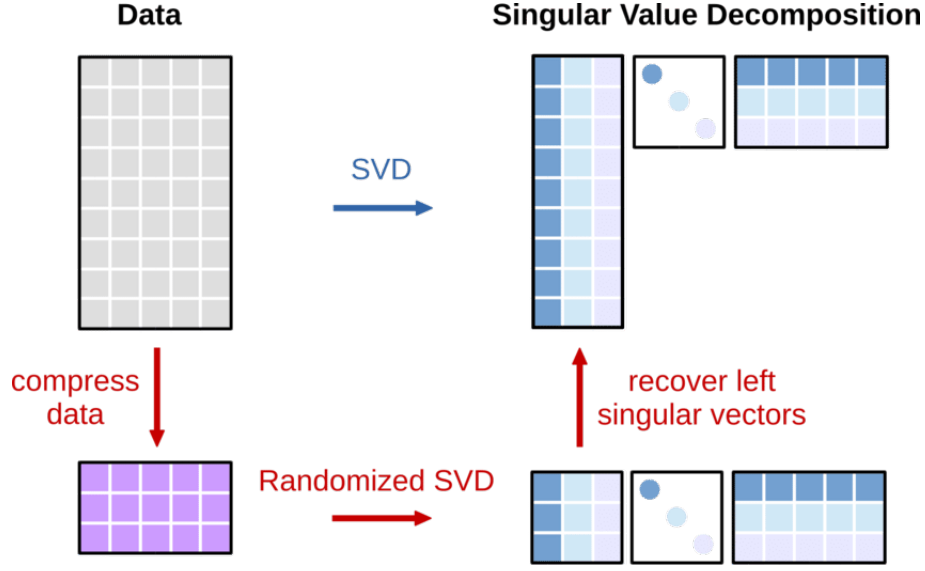 Data
Singular Value Decomposition
SVD
compress
data
recover left
singular vectors
Randomized SVD